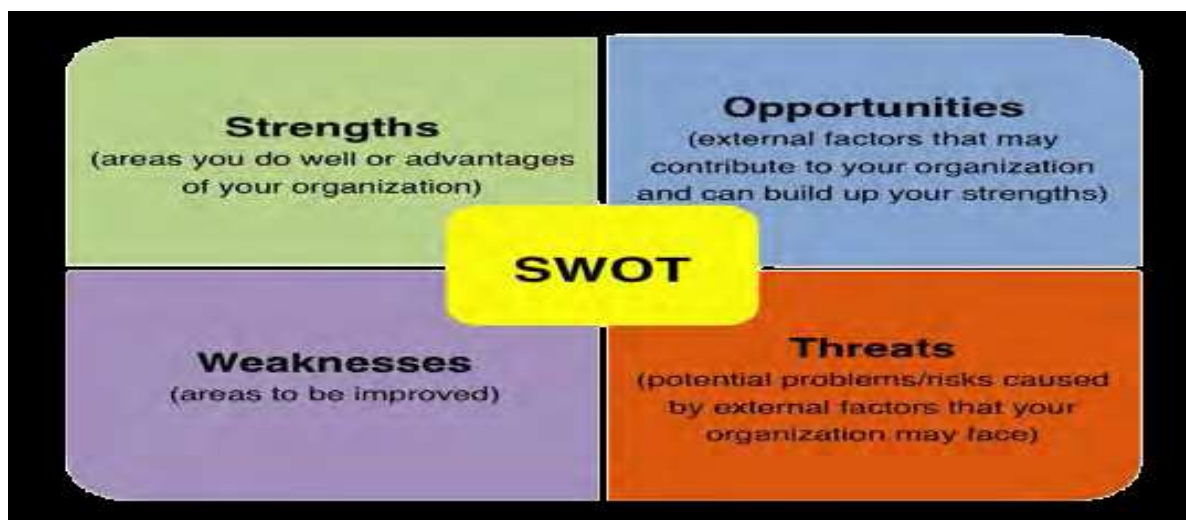 Strengths
(areas you do well or advantages
of your organization)
Opportunities
(external factors that may
contribute to your organization
and can build up your strengths)
SWOT
Weaknesses
(areas to be improved)
Threats
(potential problems/risks caused
by external factors that your
organization may face)